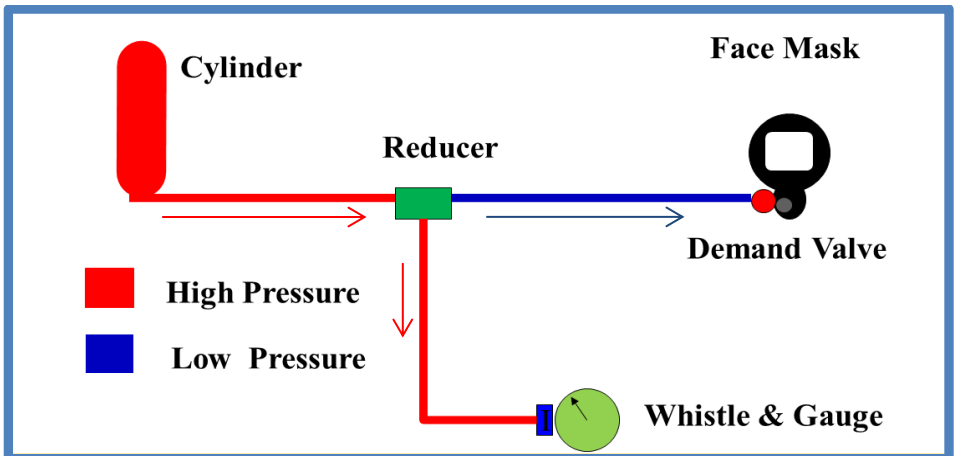 Face Mask
Cylinder
Reducer
Demand Valve
High Pressure
Low Pressure
Whistle & Gauge
I